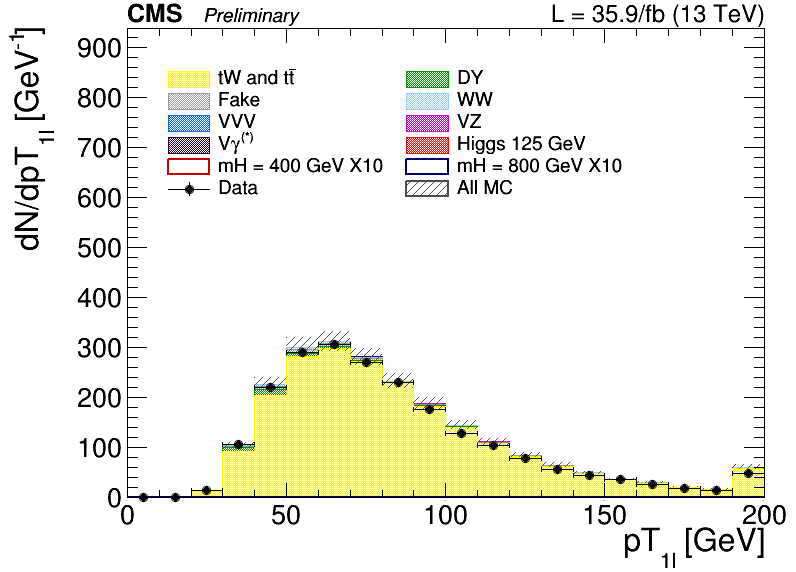 CMS Preliminary L = 35.9/fb (13 TeV)
dN/dpT1l [GeV-1]
900
800
700
600
500
400
300
200
100
0
tW and tt̄ DY
Fake WW
VVV VZ
Vγ(*) Higgs 125 GeV
mH = 400 GeV X10 mH = 800 GeV X10
Data All MC
0 50 100 150 200
pT1l [GeV]